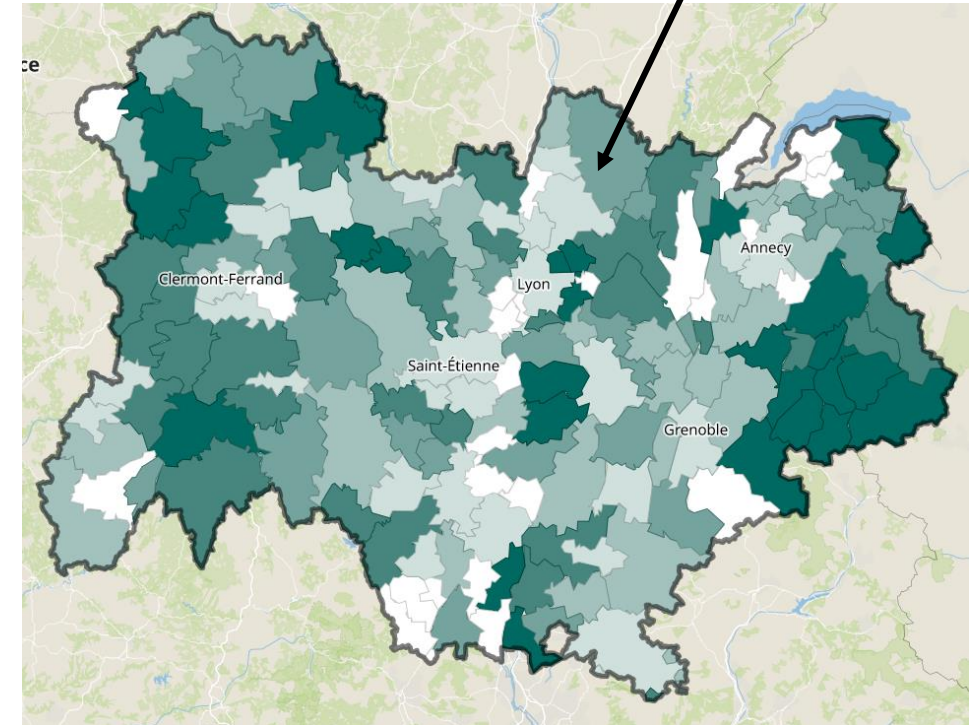 ce
Annecy
Clermont-Ferrand
Lyon
Saint-Étienne
Grenoble